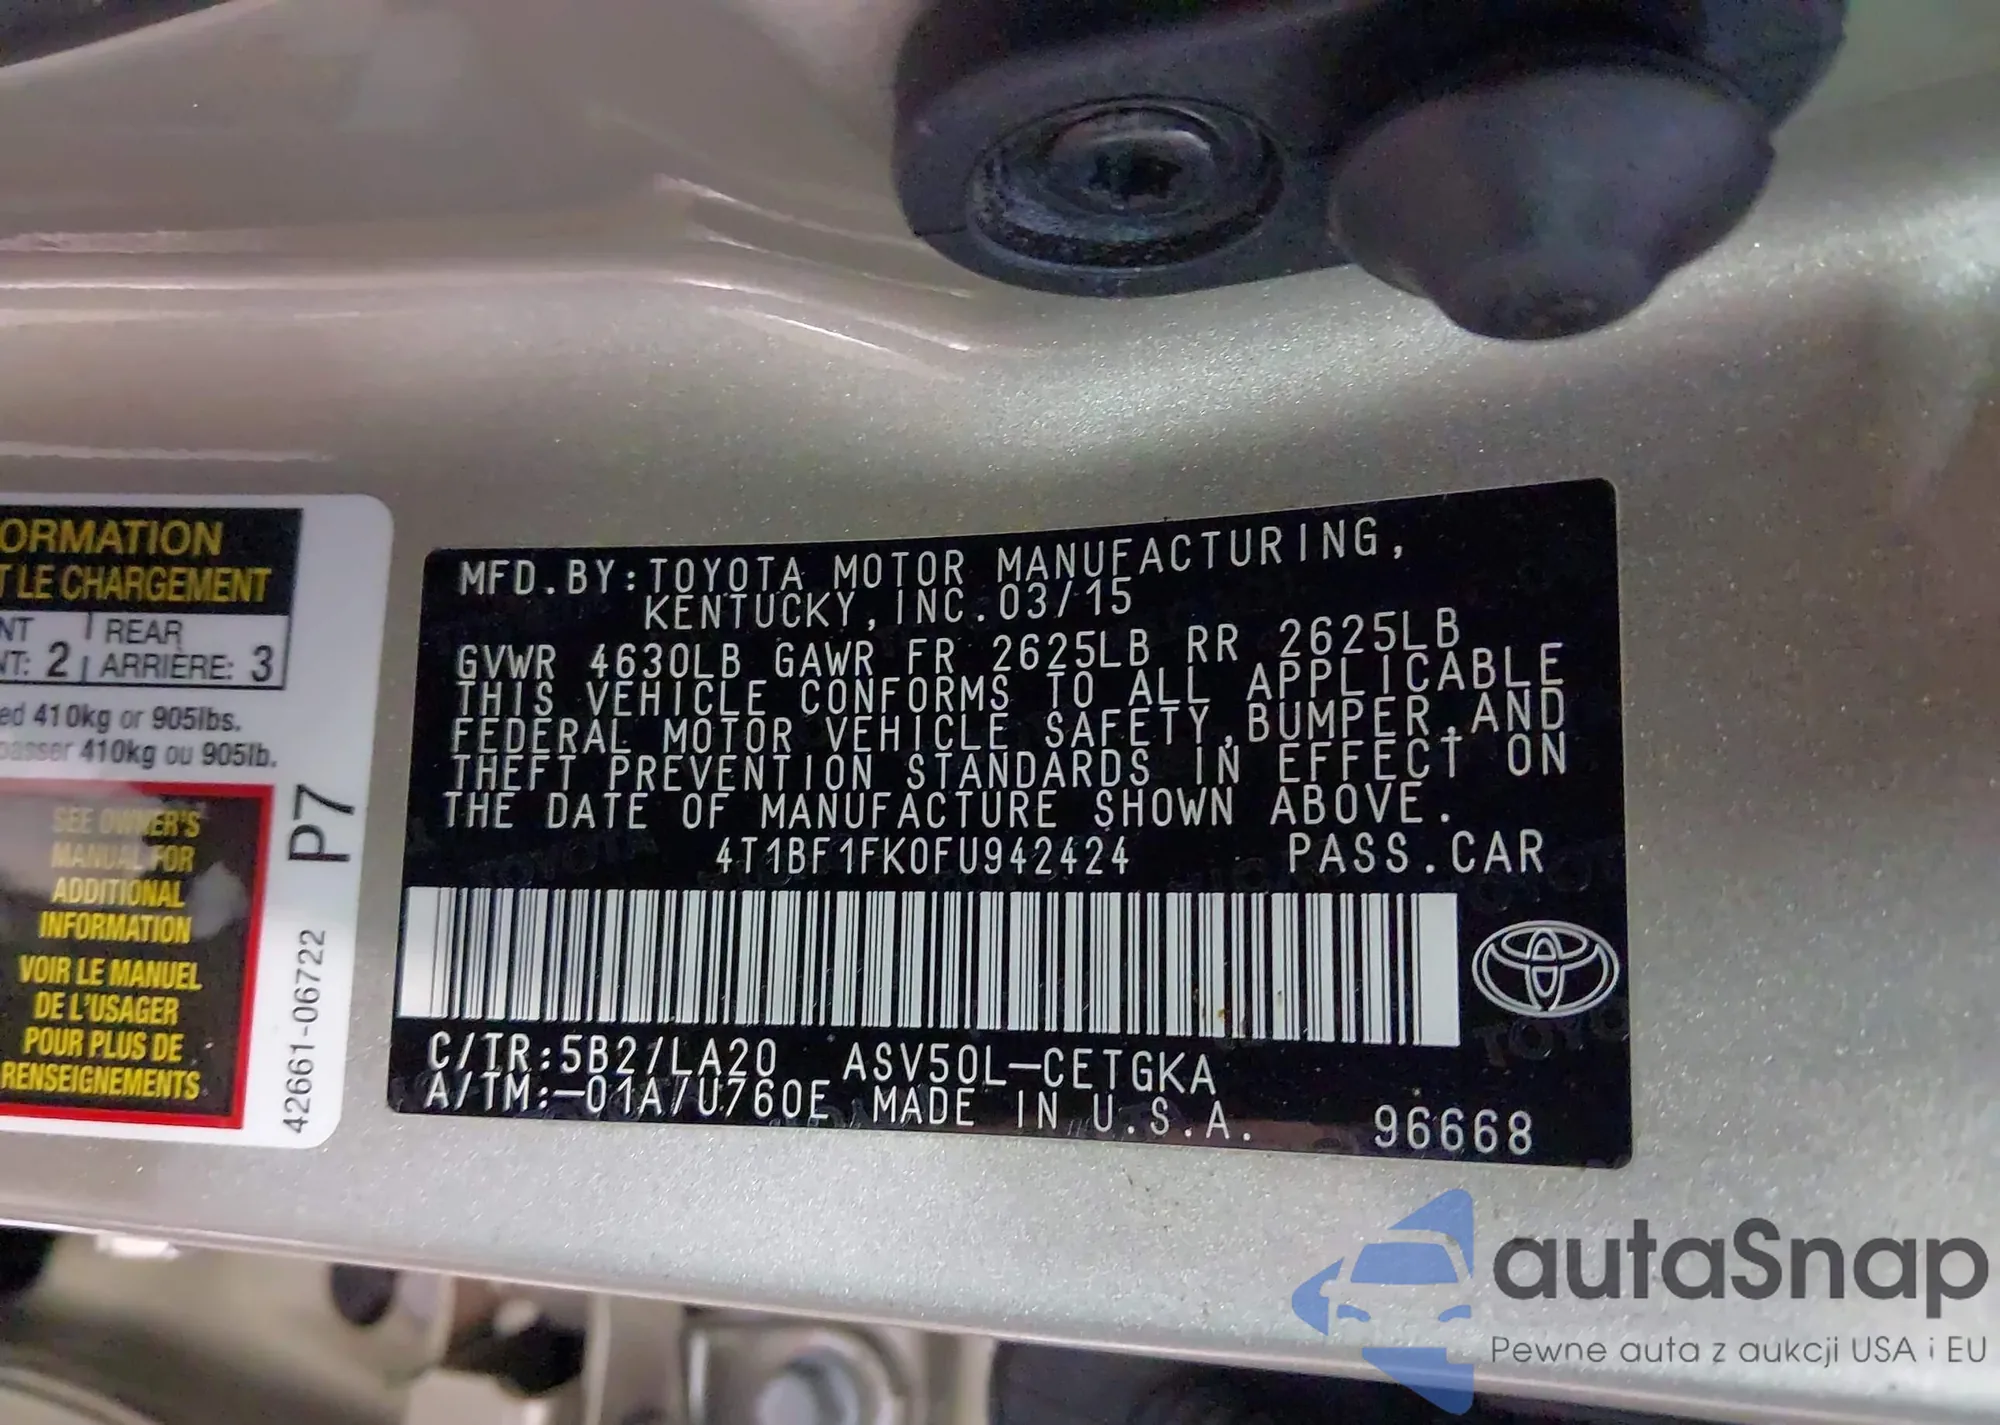 ORMATION
T LE CHARGEMENT
NT REAR
NT: 2 ARRIÈRE: 3
ed 410kg or 905lbs.
passer 410kg ou 905lb.
SEE OWNER'S
MANUAL FOR
ADDITIONAL
INFORMATION
VOIR LE MANUEL
DE L'USAGER
POUR PLUS DE
RENSEIGNEMENTS
P7
42661-06722
MFD.BY:TOYOTA MOTOR MANUFACTURING,
KENTUCKY,INC.03/15
GVWR 4630LB GAWR FR 2625LB RR 2625LB
THIS VEHICLE CONFORMS TO ALL APPLICABLE
FEDERAL MOTOR VEHICLE SAFETY,BUMPER,AND
THEFT PREVENTION STANDARDS IN EFFECT ON
THE DATE OF MANUFACTURE SHOWN ABOVE.
4T1BF1FK0FU942424 PASS.CAR
C/TR:5B2/LA20 ASV50L-CETGKA
A/TM:-01A/U760E MADE IN U.S.A.
96668
autaSnap
Pewne auta z aukcji USA i EU